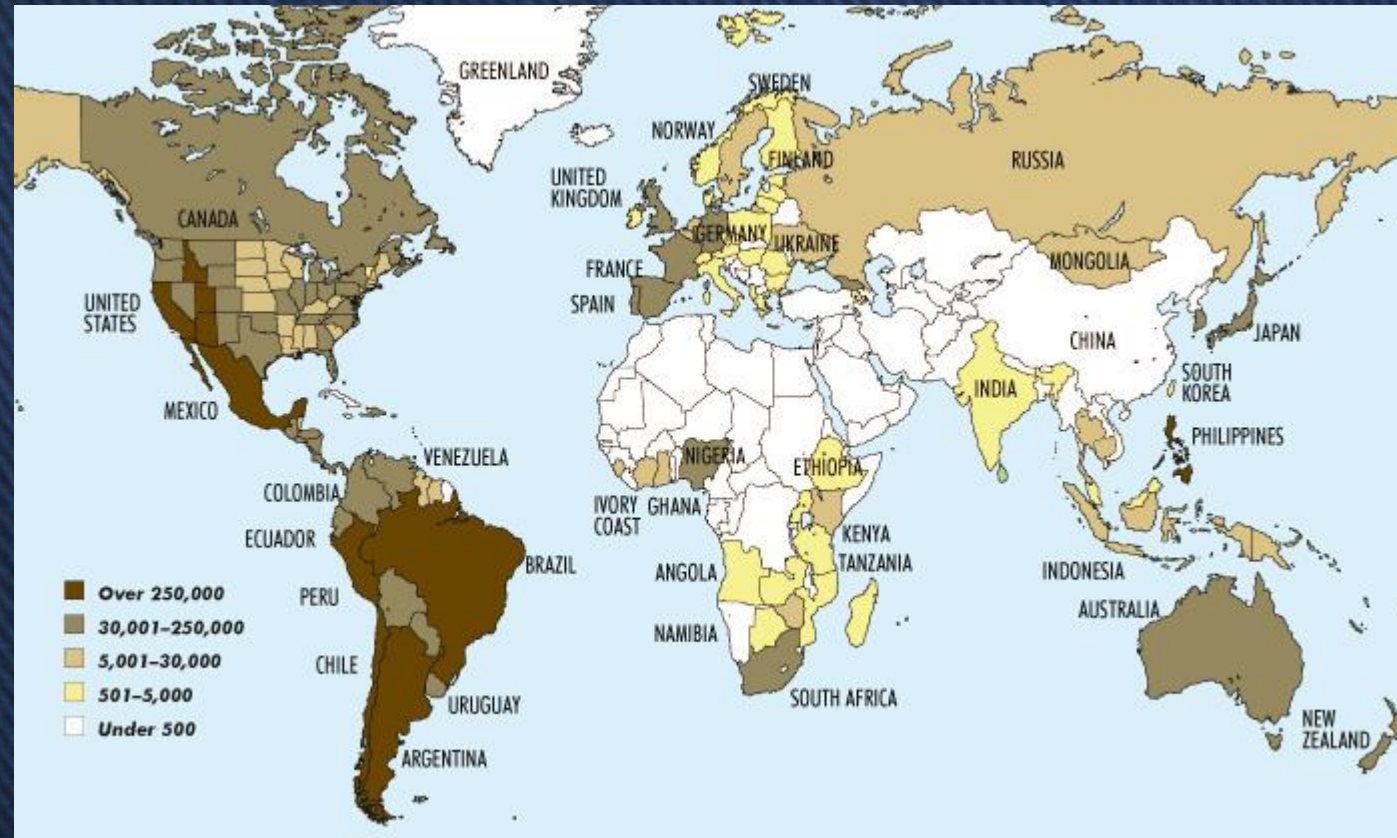 GREENLAND
SWEDEN
NORWAY
FINLAND
RUSSIA
UNITED
KINGDOM
CANADA
GERMANY
UKRAINE
FRANCE
MONGOLIA
SPAIN
UNITED
STATES
JAPAN
CHINA
SOUTH
KOREA
INDIA
MEXICO
PHILIPPINES
VENEZUELA
NIGERIA
ETHIOPIA
COLOMBIA
IVORY
COAST
GHANA
ECUADOR
KENYA
BRAZIL
ANGOLA
TANZANIA
INDONESIA
PERU
AUSTRALIA
NAMIBIA
CHILE
SOUTH AFRICA
URUGUAY
NEW
ZEALAND
ARGENTINA
Over 250,000
30,001–250,000
5,001–30,000
501–5,000
Under 500